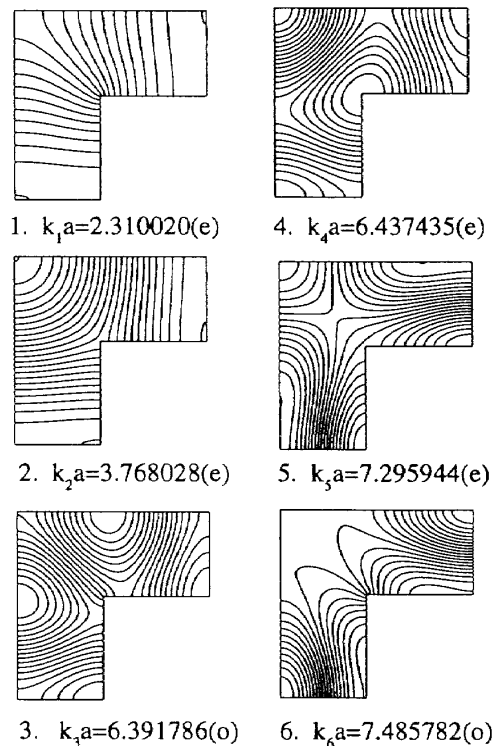 1. k₁a=2.310020(e)
4. k₄a=6.437435(e)
2. k₂a=3.768028(e)
5. k₅a=7.295944(e)
3. k₃a=6.391786(o)
6. k₆a=7.485782(o)